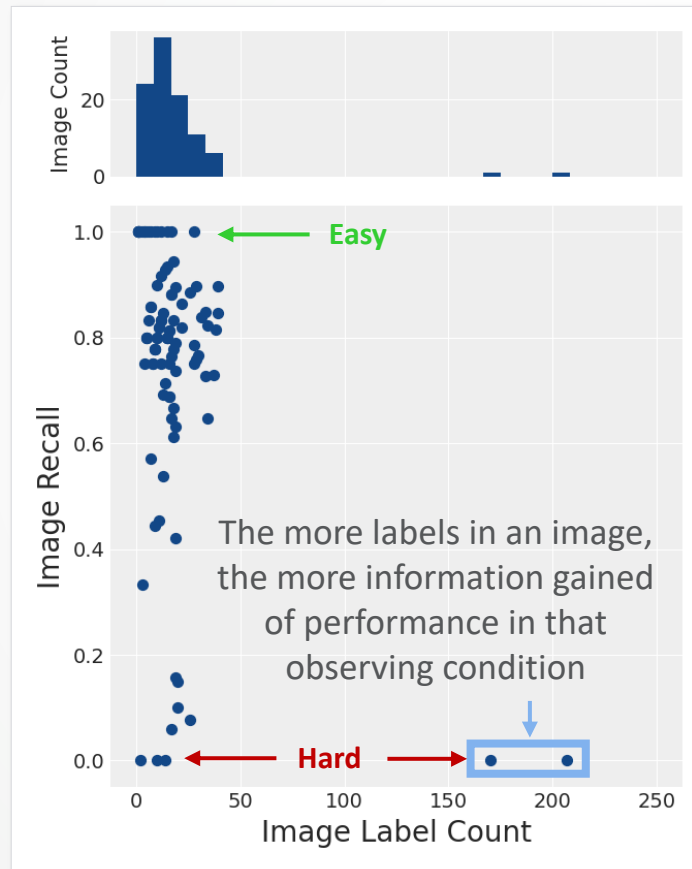 Image Count
20
0
1.0
Easy
0.8
0.6
0.4
0.2
0.0
Image Recall
The more labels in an image,
the more information gained
of performance in that
observing condition
Hard
0
50
100
150
200
250
Image Label Count